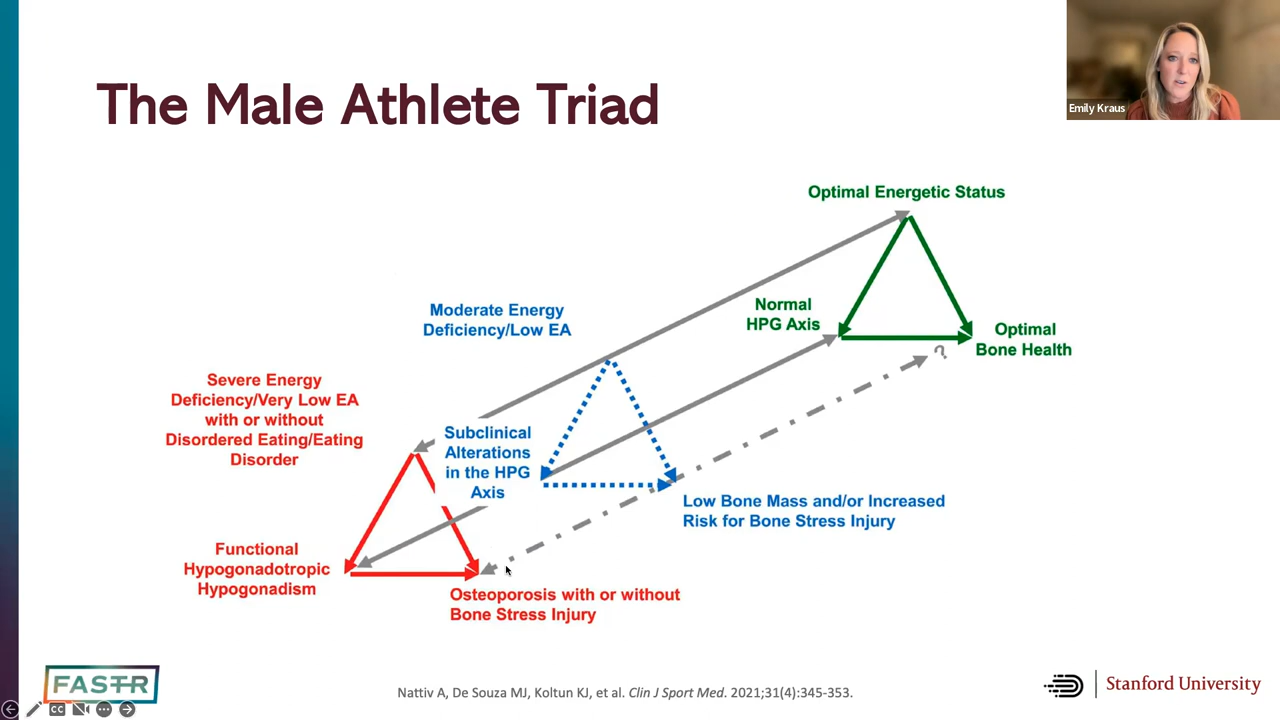 The Male Athlete Triad
Emily Kraus
Optimal Energetic Status
Moderate Energy
Deficiency/Low EA
Normal
HPG Axis
Optimal
Bone Health
?
Severe Energy
Deficiency/Very Low EA
with or without
Disordered Eating/Eating
Disorder
Subclinical
Alterations
in the HPG
Axis
Low Bone Mass and/or Increased
Risk for Bone Stress Injury
Functional
Hypogonadotropic
Hypogonadism
Osteoporosis with or without
Bone Stress Injury
FASTR
Nattiv A, De Souza MJ, Koltun KJ, et al. Clin J Sport Med. 2021;31(4):345-353.
Stanford University
CC